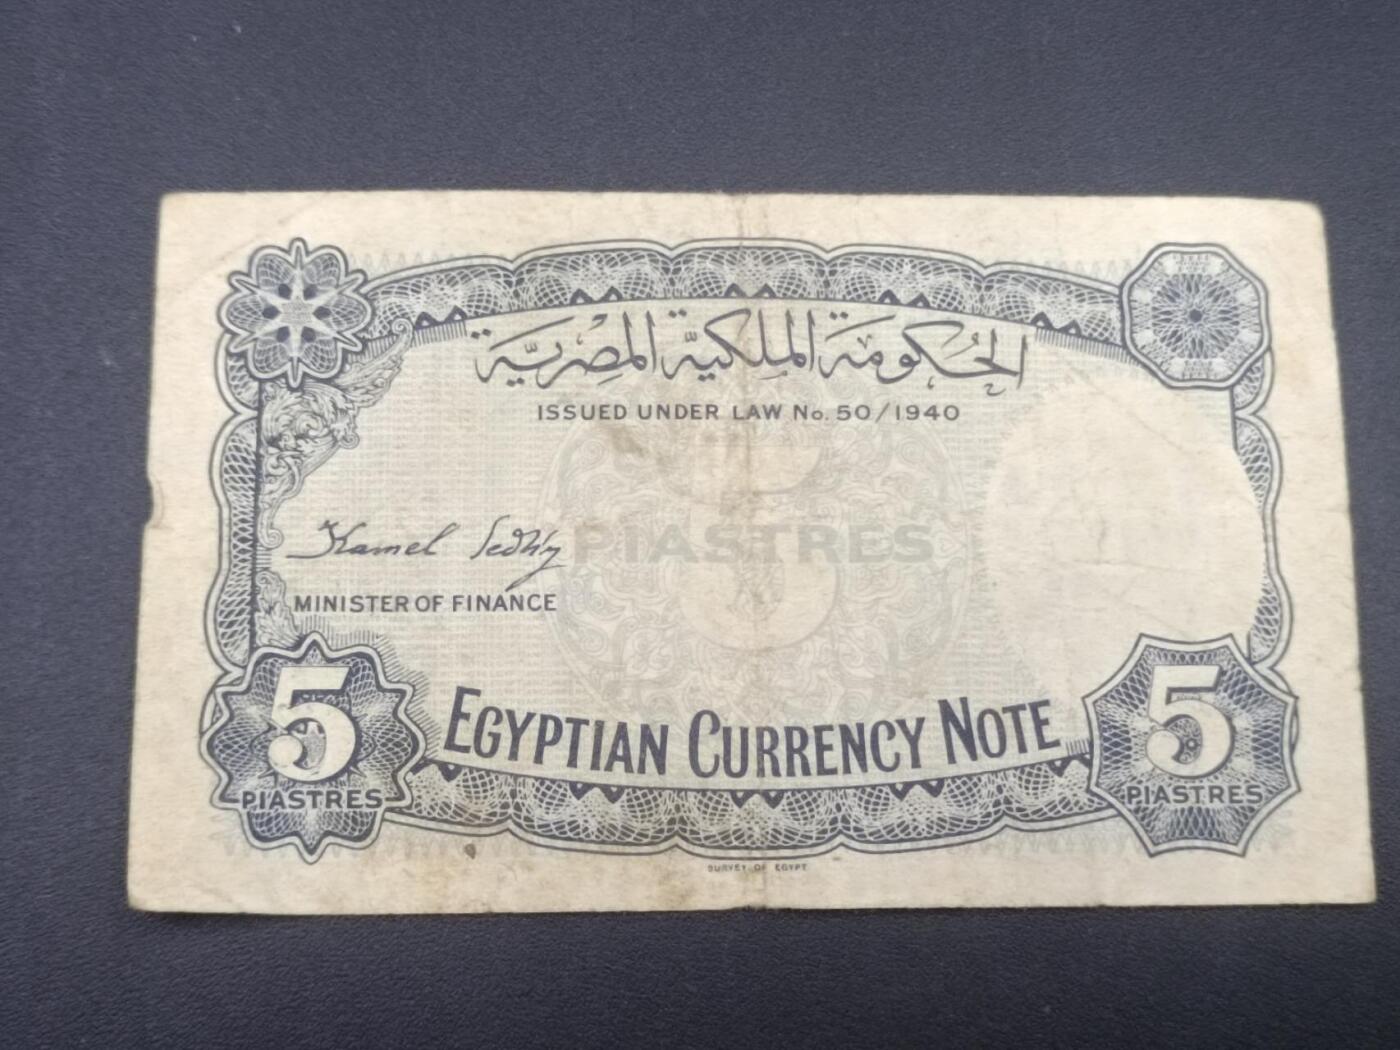 الحكومة الملكية المصرية
ISSUED UNDER LAW No. 50/1940
PIASTRES
Kamel Sedky
MINISTER OF FINANCE
5
PIASTRES
EGYPTIAN CURRENCY NOTE
5
PIASTRES
SURVEY OF EGYPT